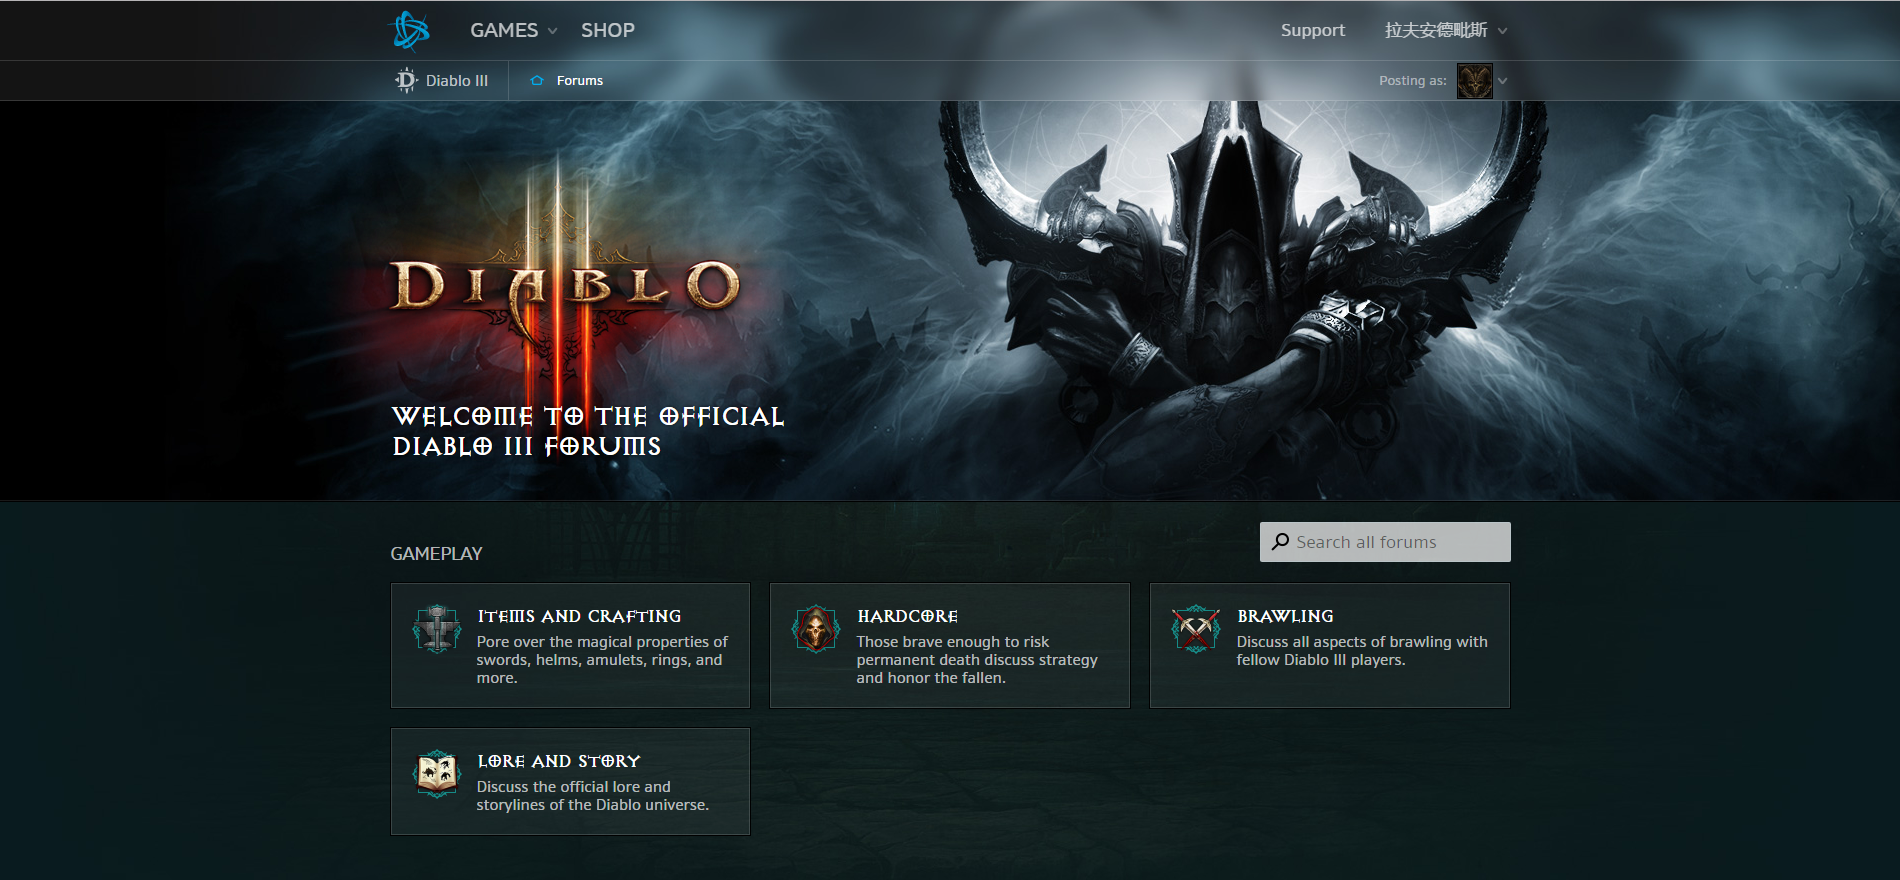 GAMES
SHOP
Support
拉夫安德毗斯
Diablo III
Forums
Posting as:
DIABLO
III
WELCOME TO THE OFFICIAL
DIABLO III FORUMS
GAMEPLAY
Search all forums
ITEMS AND CRAFTING
Pore over the magical properties of
swords, helms, amulets, rings, and
more.
HARDCORE
Those brave enough to risk
permanent death discuss strategy
and honor the fallen.
BRAWLING
Discuss all aspects of brawling with
fellow Diablo III players.
LORE AND STORY
Discuss the official lore and
storylines of the Diablo universe.